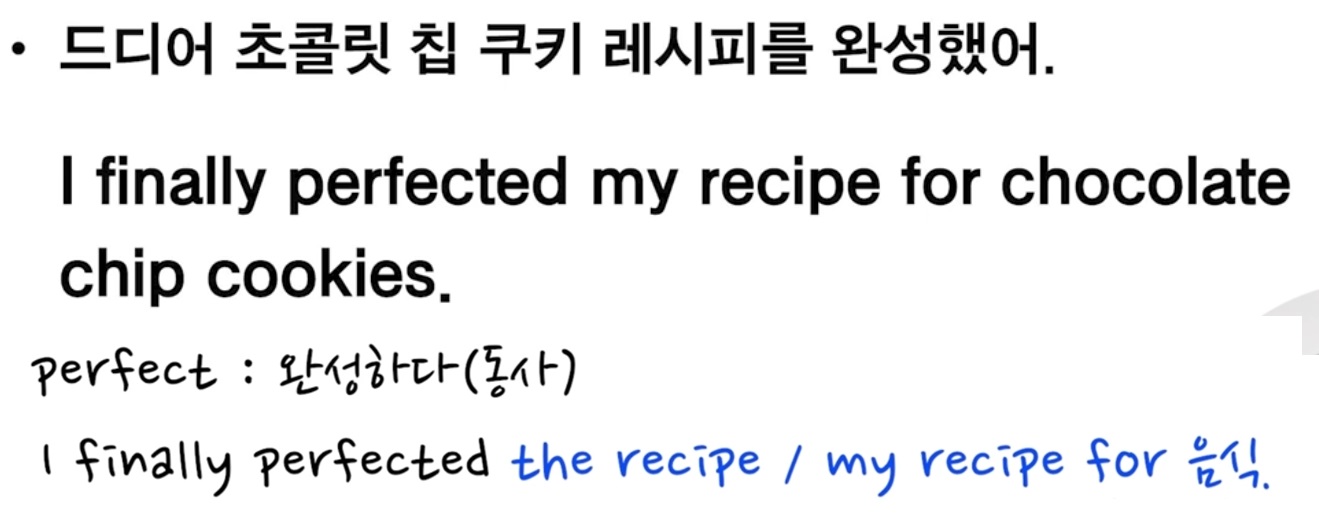 • 드디어 초콜릿 칩 쿠키 레시피를 완성했어.
I finally perfected my recipe for chocolate
chip cookies.
perfect : 완성하다(동사)
I finally perfected the recipe / my recipe for 음식.